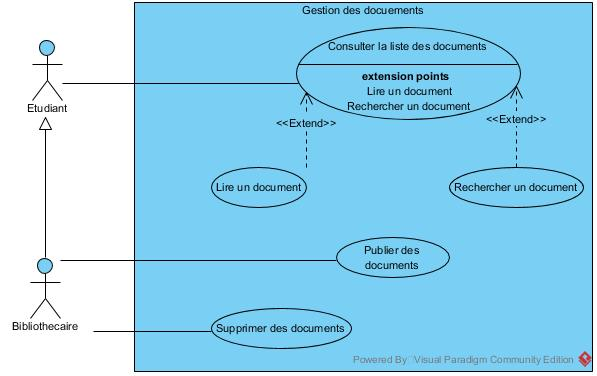 Gestion des docuements
Consulter la liste des documents
extension points
Lire un document
Rechercher un document
Etudiant
<<Extend>>
<<Extend>>
Lire un document
Rechercher un document
Publier des
documents
Bibliothecaire
Supprimer des documents
Powered By Visual Paradigm Community Edition